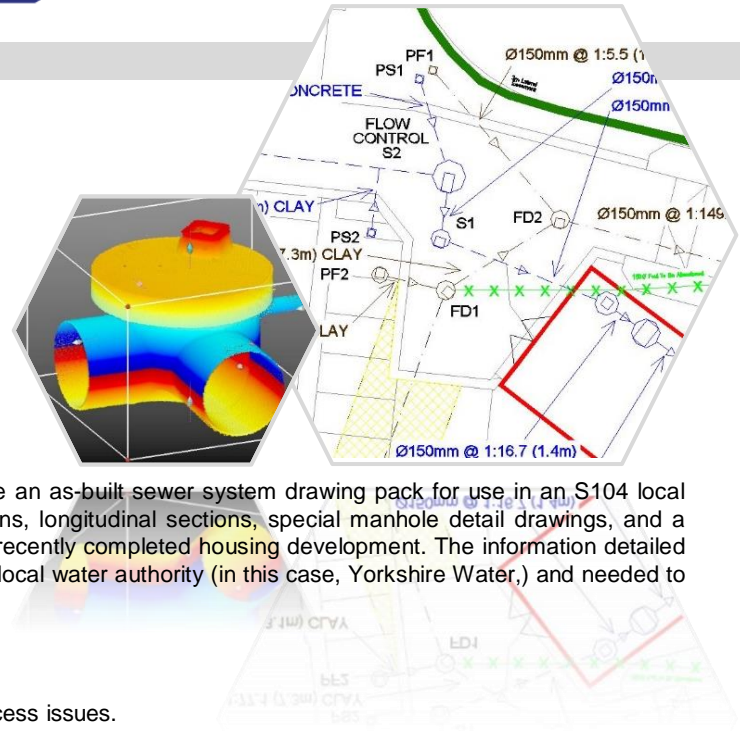 PF1
Ø150mm @ 1:5.5 (1
PS1
Ø150m
ONCRETE
Ø150mm
FLOW
CONTROL
S2
) CLAY
S1
FD2
Ø150mm @ 1:149
PS2
7.3m) CLAY
PF2
X X X X X X X X X
FD1
LAY
Ø150mm @ 1:16.7 (1.4m)
e an as-built sewer system drawing pack for use in an S104 local
ns, longitudinal sections, special manhole detail drawings, and a
recently completed housing development. The information detailed
local water authority (in this case, Yorkshire Water,) and needed to
cess issues.